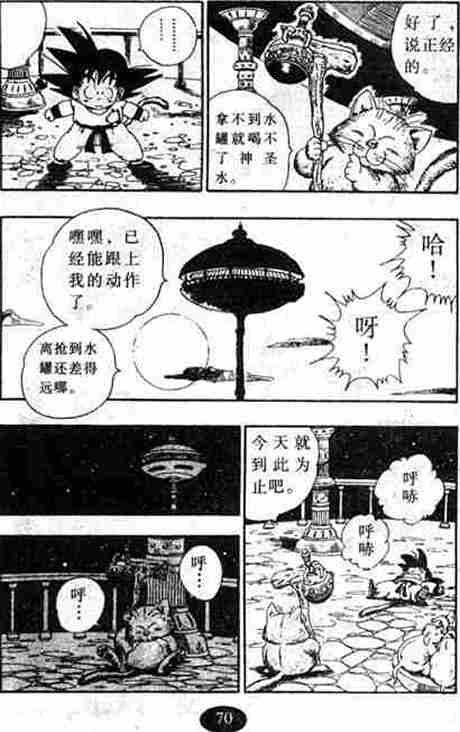 好了，
说正经
的。
拿不到水
罐就喝不
了神圣
水。
……
哈！
呀！
嘿嘿，已
经能跟上
我的动作
了。
离抢到水
罐还差得
远哪。
今天就
到此为
止吧。
呼
哧
呼
哧
呼…
呼…
70